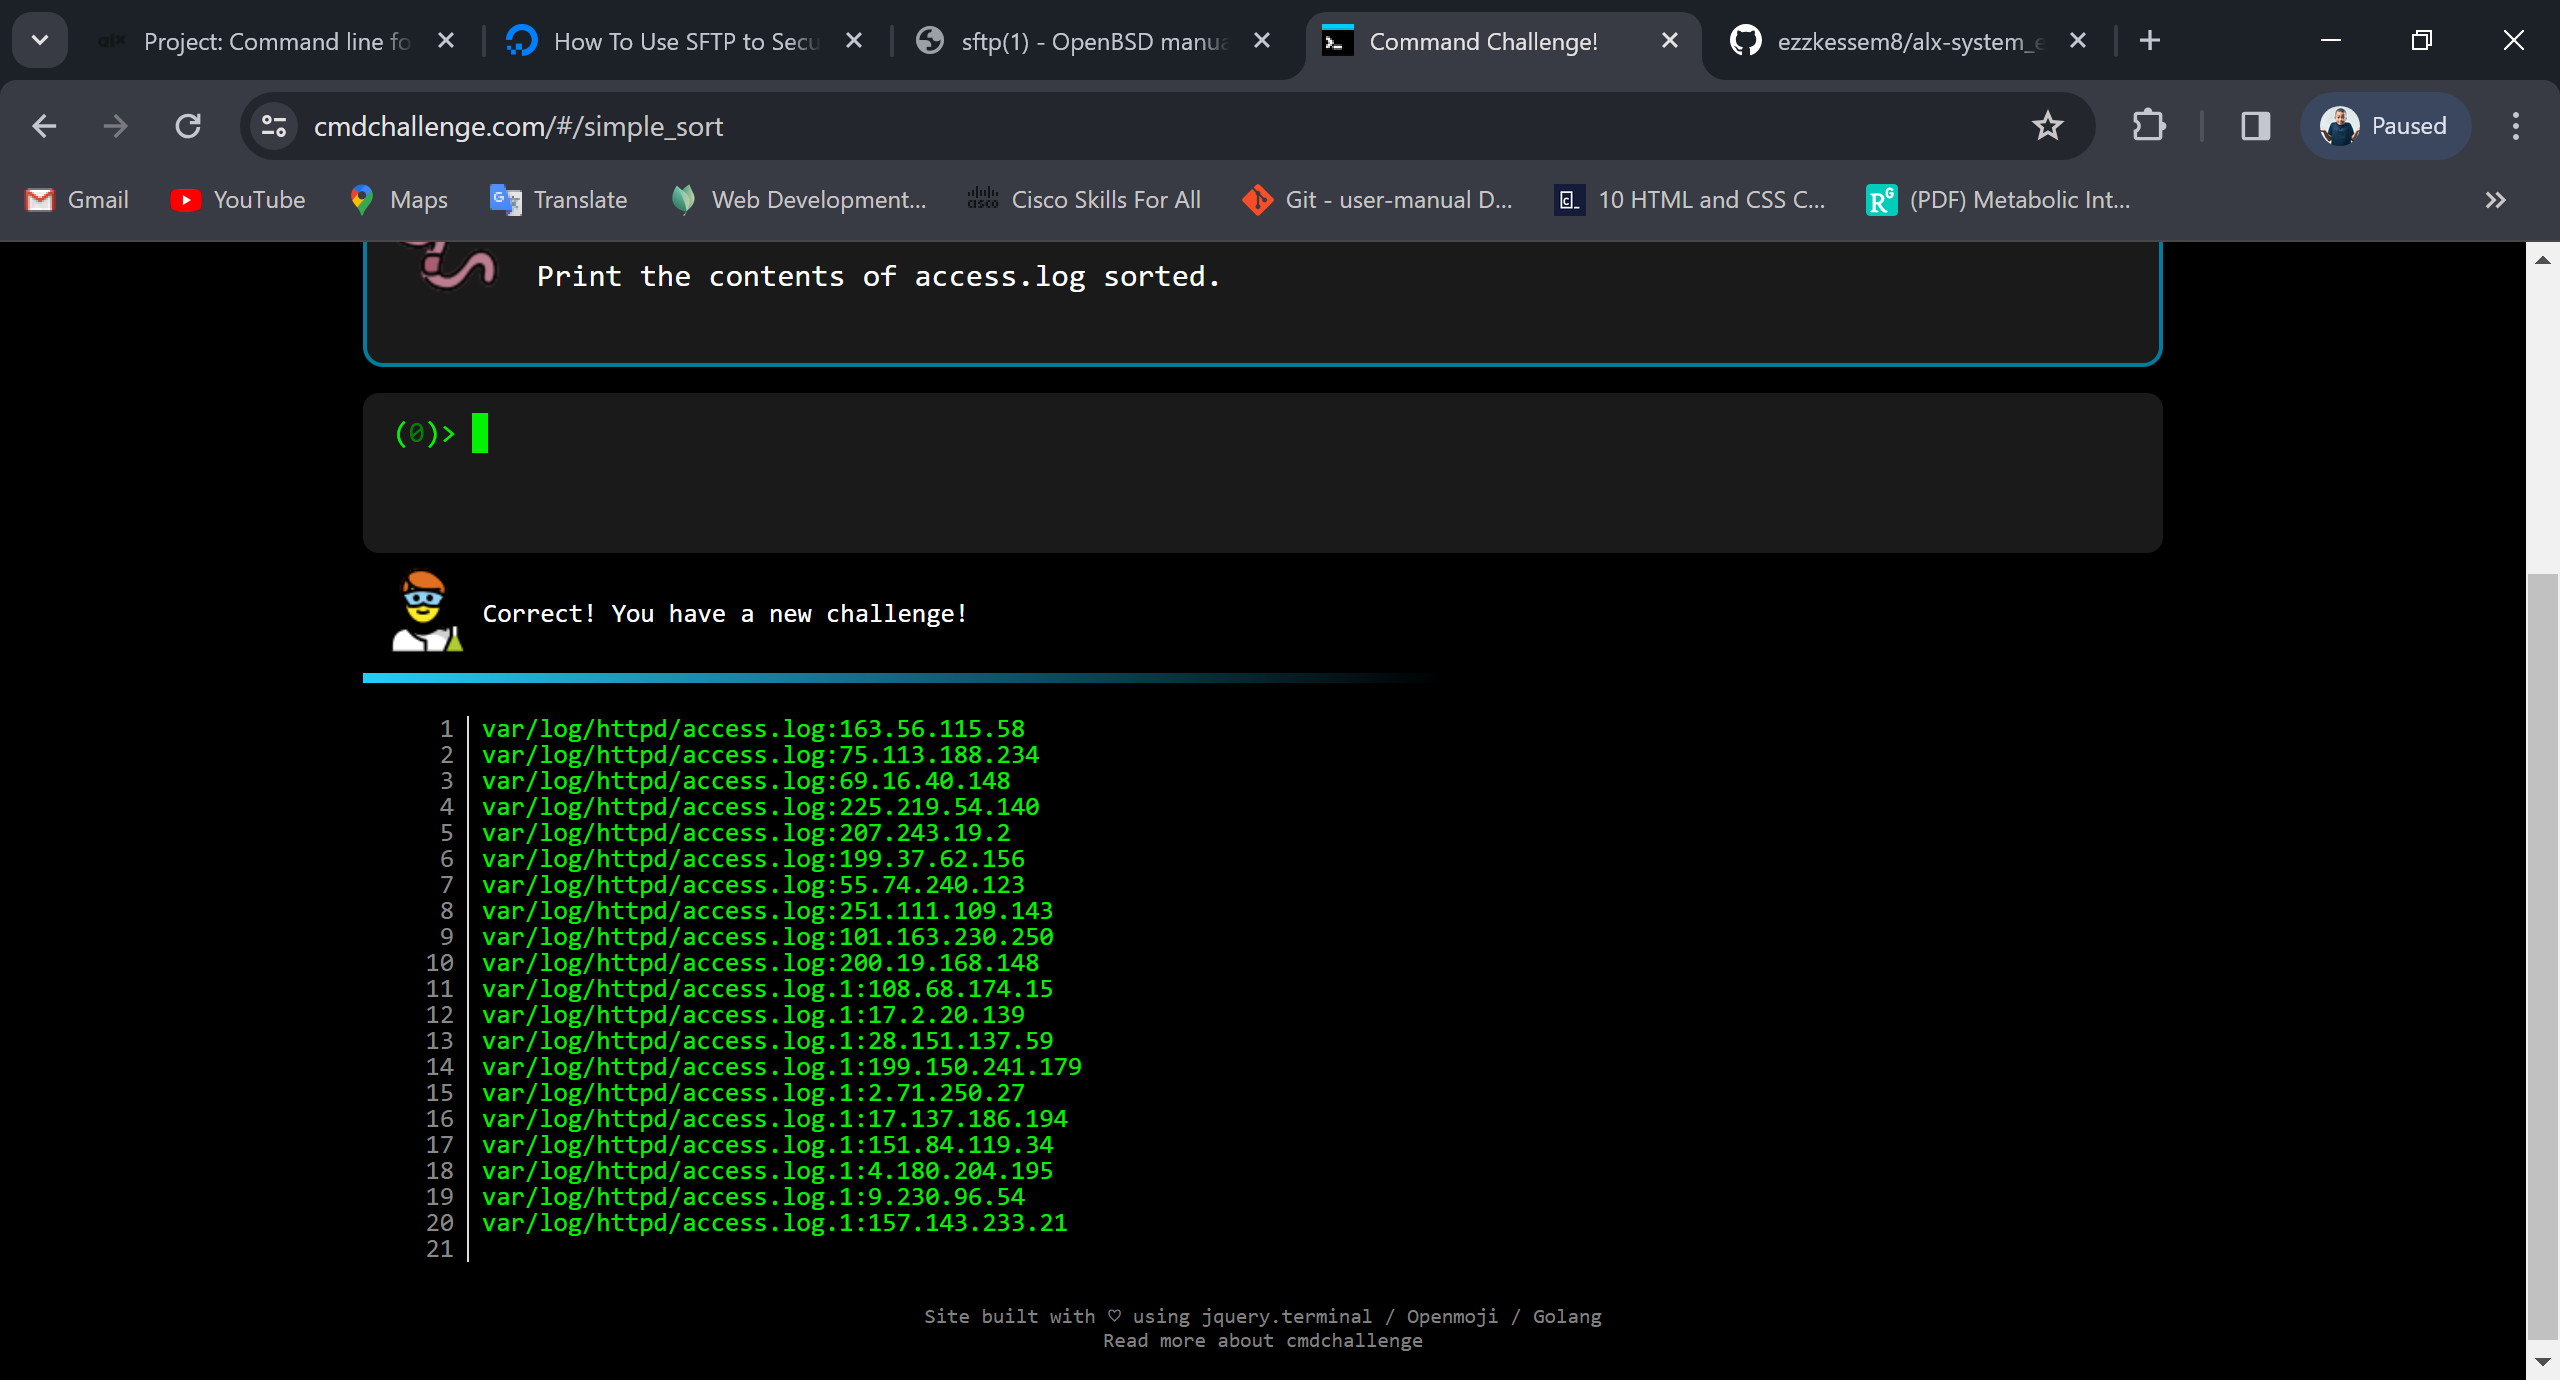 alx Project: Command line fo
How To Use SFTP to Secu
sftp(1) - OpenBSD manua
Command Challenge!
ezzkessem8/alx-system_e
cmdchallenge.com/#/simple_sort
Paused
Gmail
YouTube
Maps
Translate
Web Development...
Cisco Skills For All
Git - user-manual D...
10 HTML and CSS C...
(PDF) Metabolic Int...
Print the contents of access.log sorted.
(0)>
Correct! You have a new challenge!
1 var/log/httpd/access.log:163.56.115.58
2 var/log/httpd/access.log:75.113.188.234
3 var/log/httpd/access.log:69.16.40.148
4 var/log/httpd/access.log:225.219.54.140
5 var/log/httpd/access.log:207.243.19.2
6 var/log/httpd/access.log:199.37.62.156
7 var/log/httpd/access.log:55.74.240.123
8 var/log/httpd/access.log:251.111.109.143
9 var/log/httpd/access.log:101.163.230.250
10 var/log/httpd/access.log:200.19.168.148
11 var/log/httpd/access.log.1:108.68.174.15
12 var/log/httpd/access.log.1:17.2.20.139
13 var/log/httpd/access.log.1:28.151.137.59
14 var/log/httpd/access.log.1:199.150.241.179
15 var/log/httpd/access.log.1:2.71.250.27
16 var/log/httpd/access.log.1:17.137.186.194
17 var/log/httpd/access.log.1:151.84.119.34
18 var/log/httpd/access.log.1:4.180.204.195
19 var/log/httpd/access.log.1:9.230.96.54
20 var/log/httpd/access.log.1:157.143.233.21
21
Site built with ♡ using jquery.terminal / Openmoji / Golang
Read more about cmdchallenge